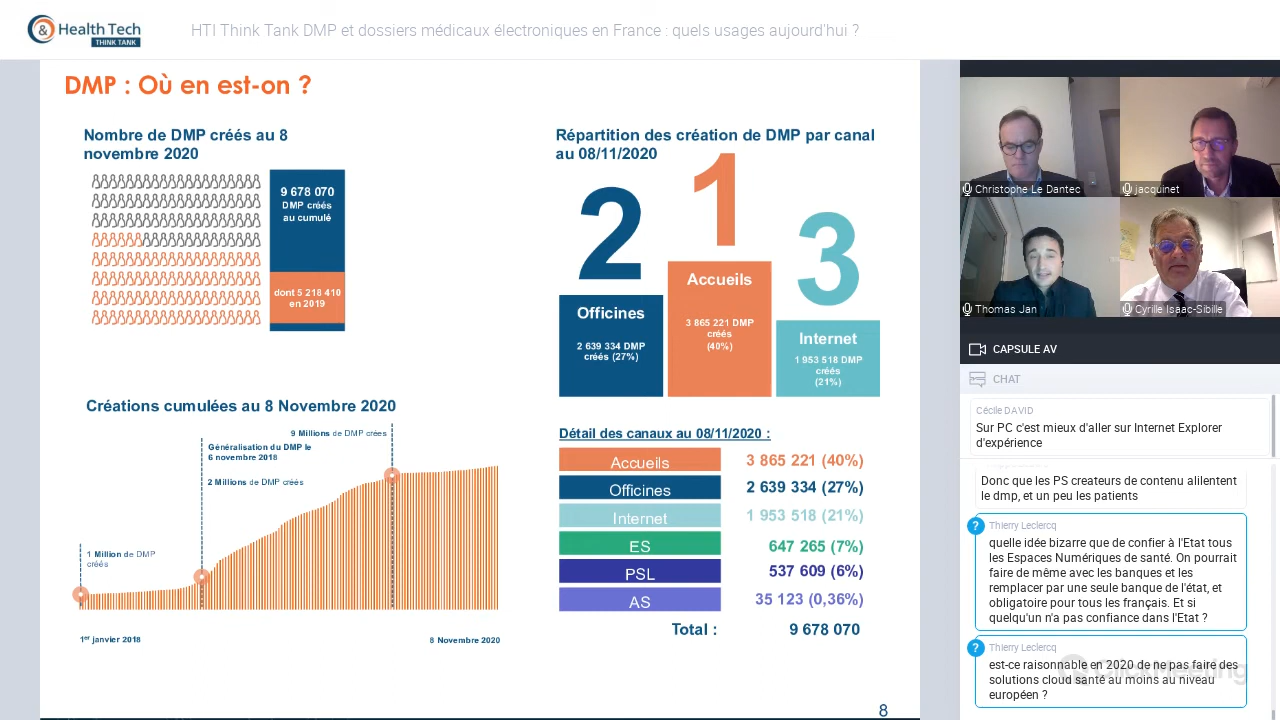 & Health Tech
THINK TANK
HTI Think Tank DMP et dossiers médicaux électroniques en France : quels usages aujourd'hui ?
DMP : Où en est-on ?
Nombre de DMP créés au 8
novembre 2020
9 678 070
DMP créés
au cumulé
dont 5 218 410
en 2019
Répartition des création de DMP par canal
au 08/11/2020
2
1
3
Officines
2 639 334 DMP
créés (27%)
Accueils
3 865 221 DMP
créés
(40%)
Internet
1 953 518 DMP
créés
(21%)
Créations cumulées au 8 Novembre 2020
9 Millions de DMP crées
Généralisation du DMP le
6 novembre 2018
2 Millions de DMP créés
1 Million de DMP
créés
1er janvier 2018
8 Novembre 2020
Détail des canaux au 08/11/2020 :
Accueils 3 865 221 (40%)
Officines 2 639 334 (27%)
Internet 1 953 518 (21%)
ES 647 265 (7%)
PSL 537 609 (6%)
AS 35 123 (0,36%)
Total : 9 678 070
8
Christophe Le Dantec
jacquinet
Thomas Jan
Cyrille Isaac-Sibille
CAPSULE AV
CHAT
Cécile DAVID
Sur PC c'est mieux d'aller sur Internet Explorer
d'expérience
Donc que les PS createurs de contenu alilentent
le dmp, et un peu les patients
?
Thierry Leclercq
quelle idée bizarre que de confier à l'Etat tous
les Espaces Numériques de santé. On pourrait
faire de même avec les banques et les
remplacer par une seule banque de l'état, et
obligatoire pour tous les français. Et si
quelqu'un n'a pas confiance dans l'Etat ?
?
Thierry Leclercq
est-ce raisonnable en 2020 de ne pas faire des
solutions cloud santé au moins au niveau
européen ?
ClickMeeting